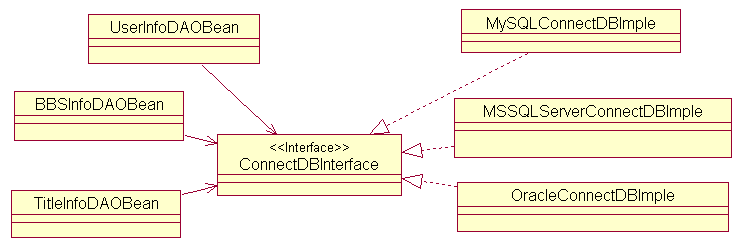 UserInfoDAOBean
MySQLConnectDBImple
BBSInfoDAOBean
MSSQLServerConnectDBImple
<<Interface>>
ConnectDBInterface
TitleInfoDAOBean
OracleConnectDBImple